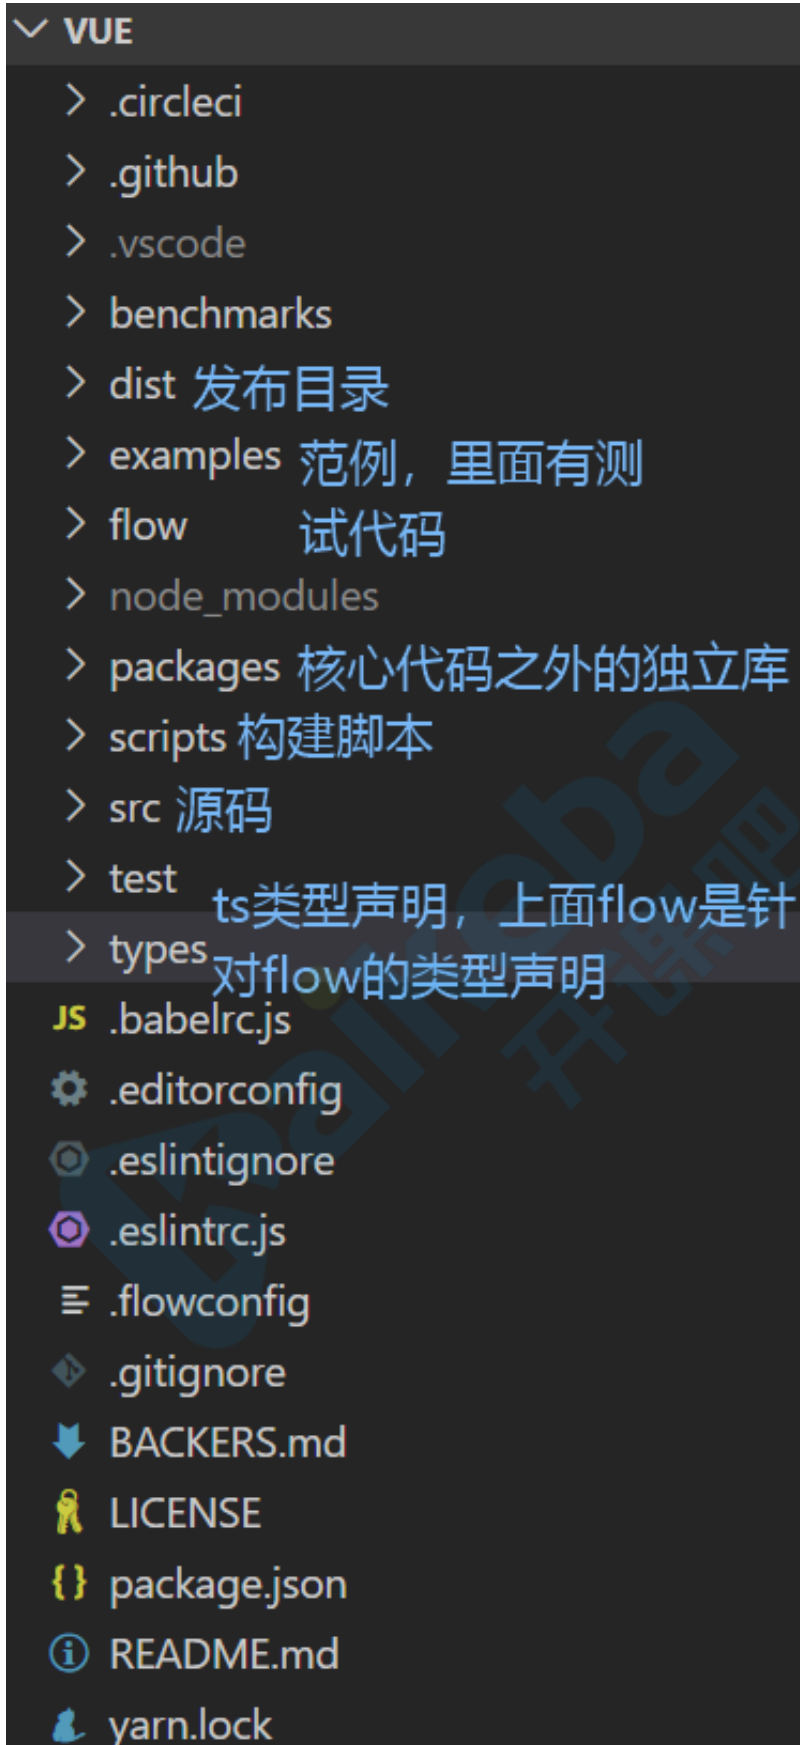 VUE
.circleci
.github
.vscode
benchmarks
dist 发布目录
examples 范例，里面有测
flow 试代码
node_modules
packages 核心代码之外的独立库
scripts 构建脚本
src 源码
test
ts类型声明，上面flow是针
types
对flow的类型声明
JS .babelrc.js
.editorconfig
.eslintignore
.eslintrc.js
.flowconfig
.gitignore
BACKERS.md
LICENSE
{ } package.json
README.md
yarn.lock
Kaikeba
开课吧